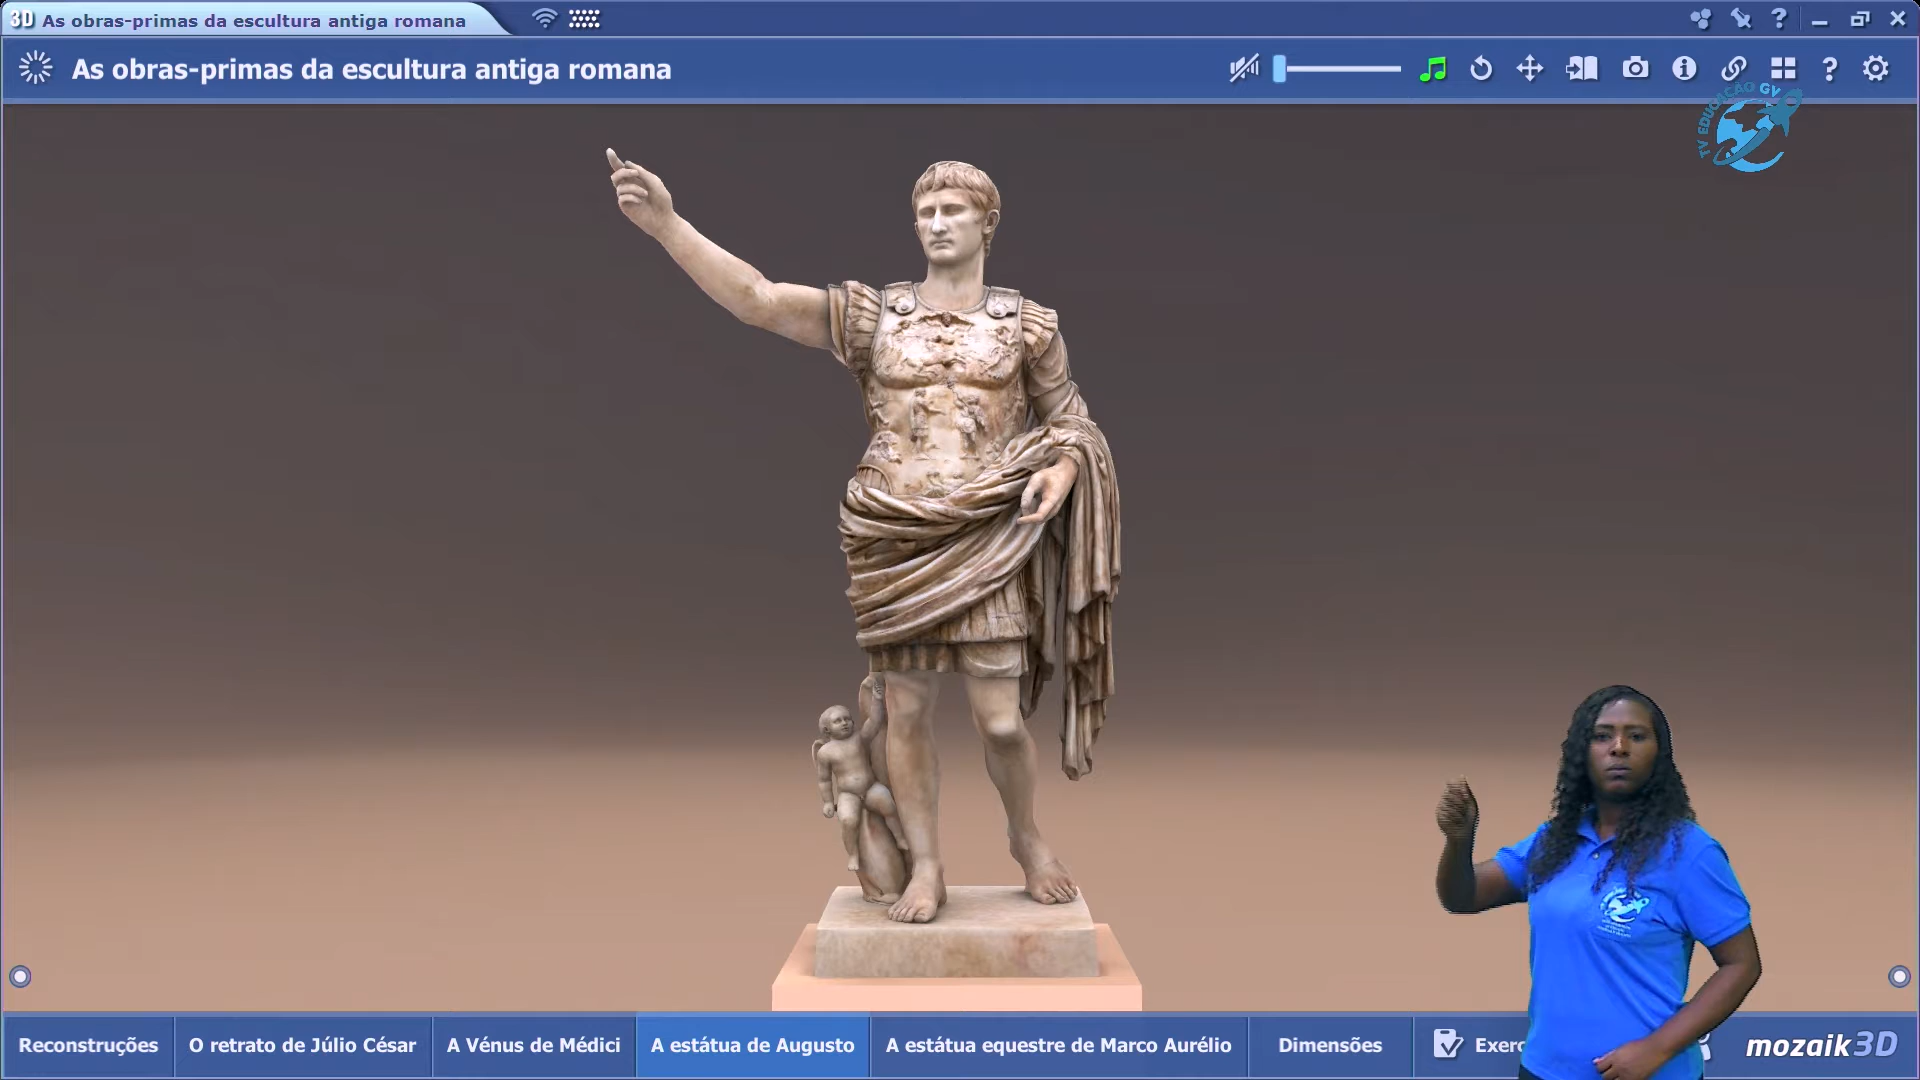 3D As obras-primas da escultura antiga romana
As obras-primas da escultura antiga romana
TV EDUCAÇÃO GV
Reconstruções
O retrato de Júlio César
A Vénus de Médici
A estátua de Augusto
A estátua equestre de Marco Aurélio
Dimensões
Exerc
mozaik3D